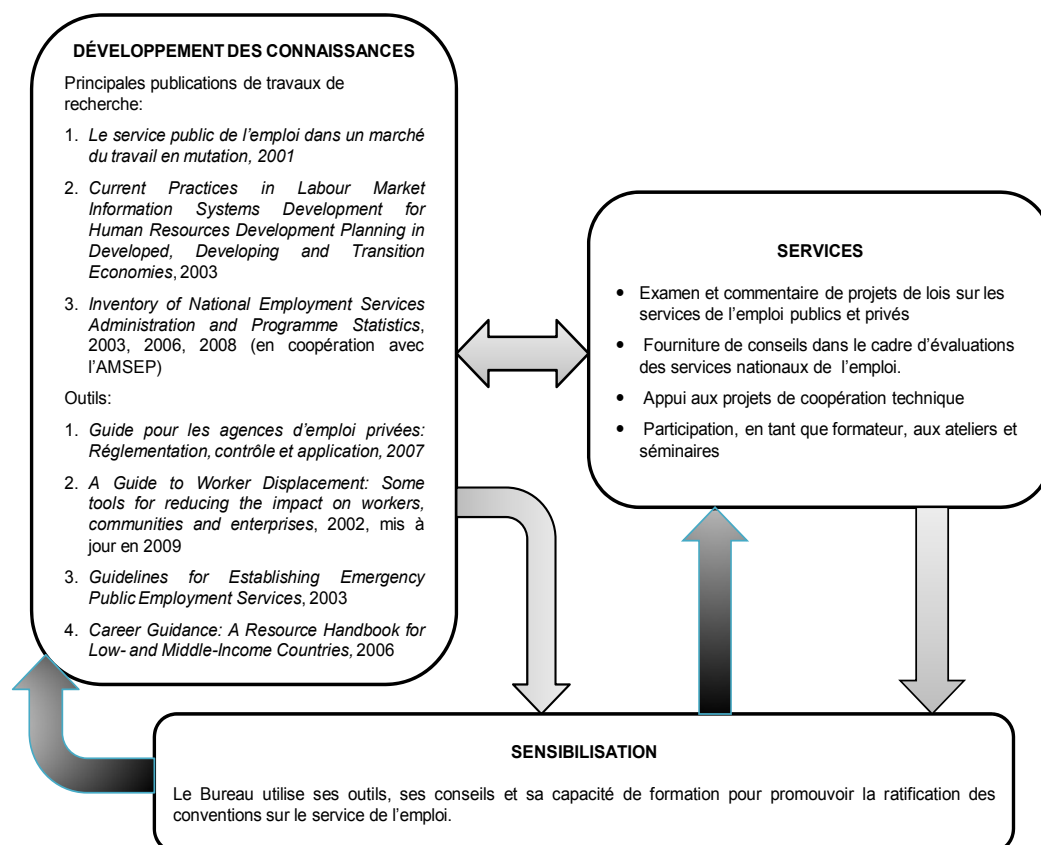 DÉVELOPPEMENT DES CONNAISSANCES
Principales publications de travaux de
recherche:
1. Le service public de l'emploi dans un marché
du travail en mutation, 2001
2. Current Practices in Labour Market
Information Systems Development for
Human Resources Development Planning in
Developed, Developing and Transition
Economies, 2003
3. Inventory of National Employment Services
Administration and Programme Statistics,
2003, 2006, 2008 (en coopération avec
l'AMSEP)
Outils:
1. Guide pour les agences d'emploi privées:
Réglementation, contrôle et application, 2007
2. A Guide to Worker Displacement: Some
tools for reducing the impact on workers,
communities and enterprises, 2002, mis à
jour en 2009
3. Guidelines for Establishing Emergency
Public Employment Services, 2003
4. Career Guidance: A Resource Handbook for
Low- and Middle-Income Countries, 2006
SERVICES
• Examen et commentaire de projets de lois sur les
services de l'emploi publics et privés
• Fourniture de conseils dans le cadre d'évaluations
des services nationaux de l'emploi.
• Appui aux projets de coopération technique
• Participation, en tant que formateur, aux ateliers et
séminaires
SENSIBILISATION
Le Bureau utilise ses outils, ses conseils et sa capacité de formation pour promouvoir la ratification des
conventions sur le service de l'emploi.